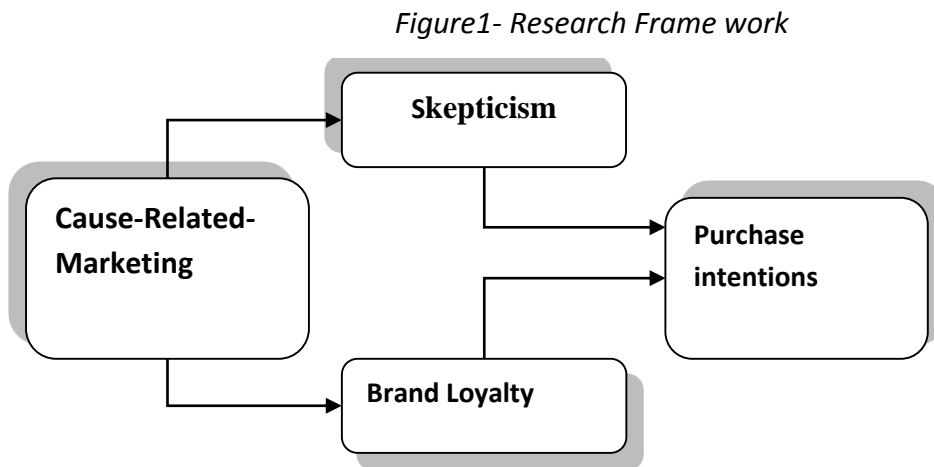 Figure1- Research Frame work
Skepticism
Cause-Related-
Marketing
Purchase
intentions
Brand Loyalty